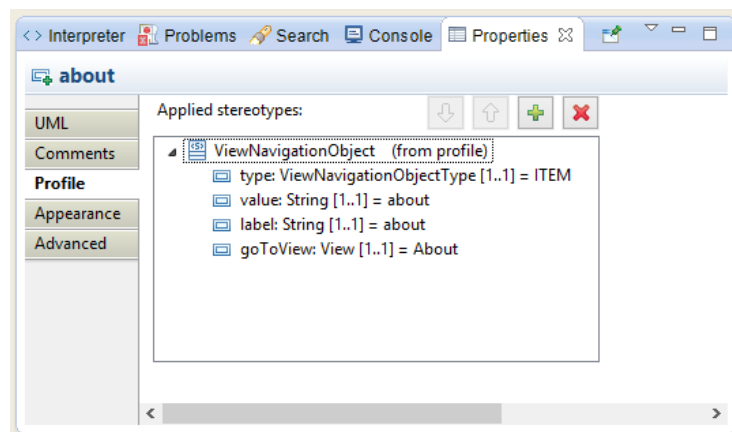 <> Interpreter Problems Search Console Properties
about
Applied stereotypes:
UML
Comments
Profile
Appearance
Advanced
ViewNavigationObject (from profile)
type: ViewNavigationObjectType [1..1] = ITEM
value: String [1..1] = about
label: String [1..1] = about
goToView: View [1..1] = About